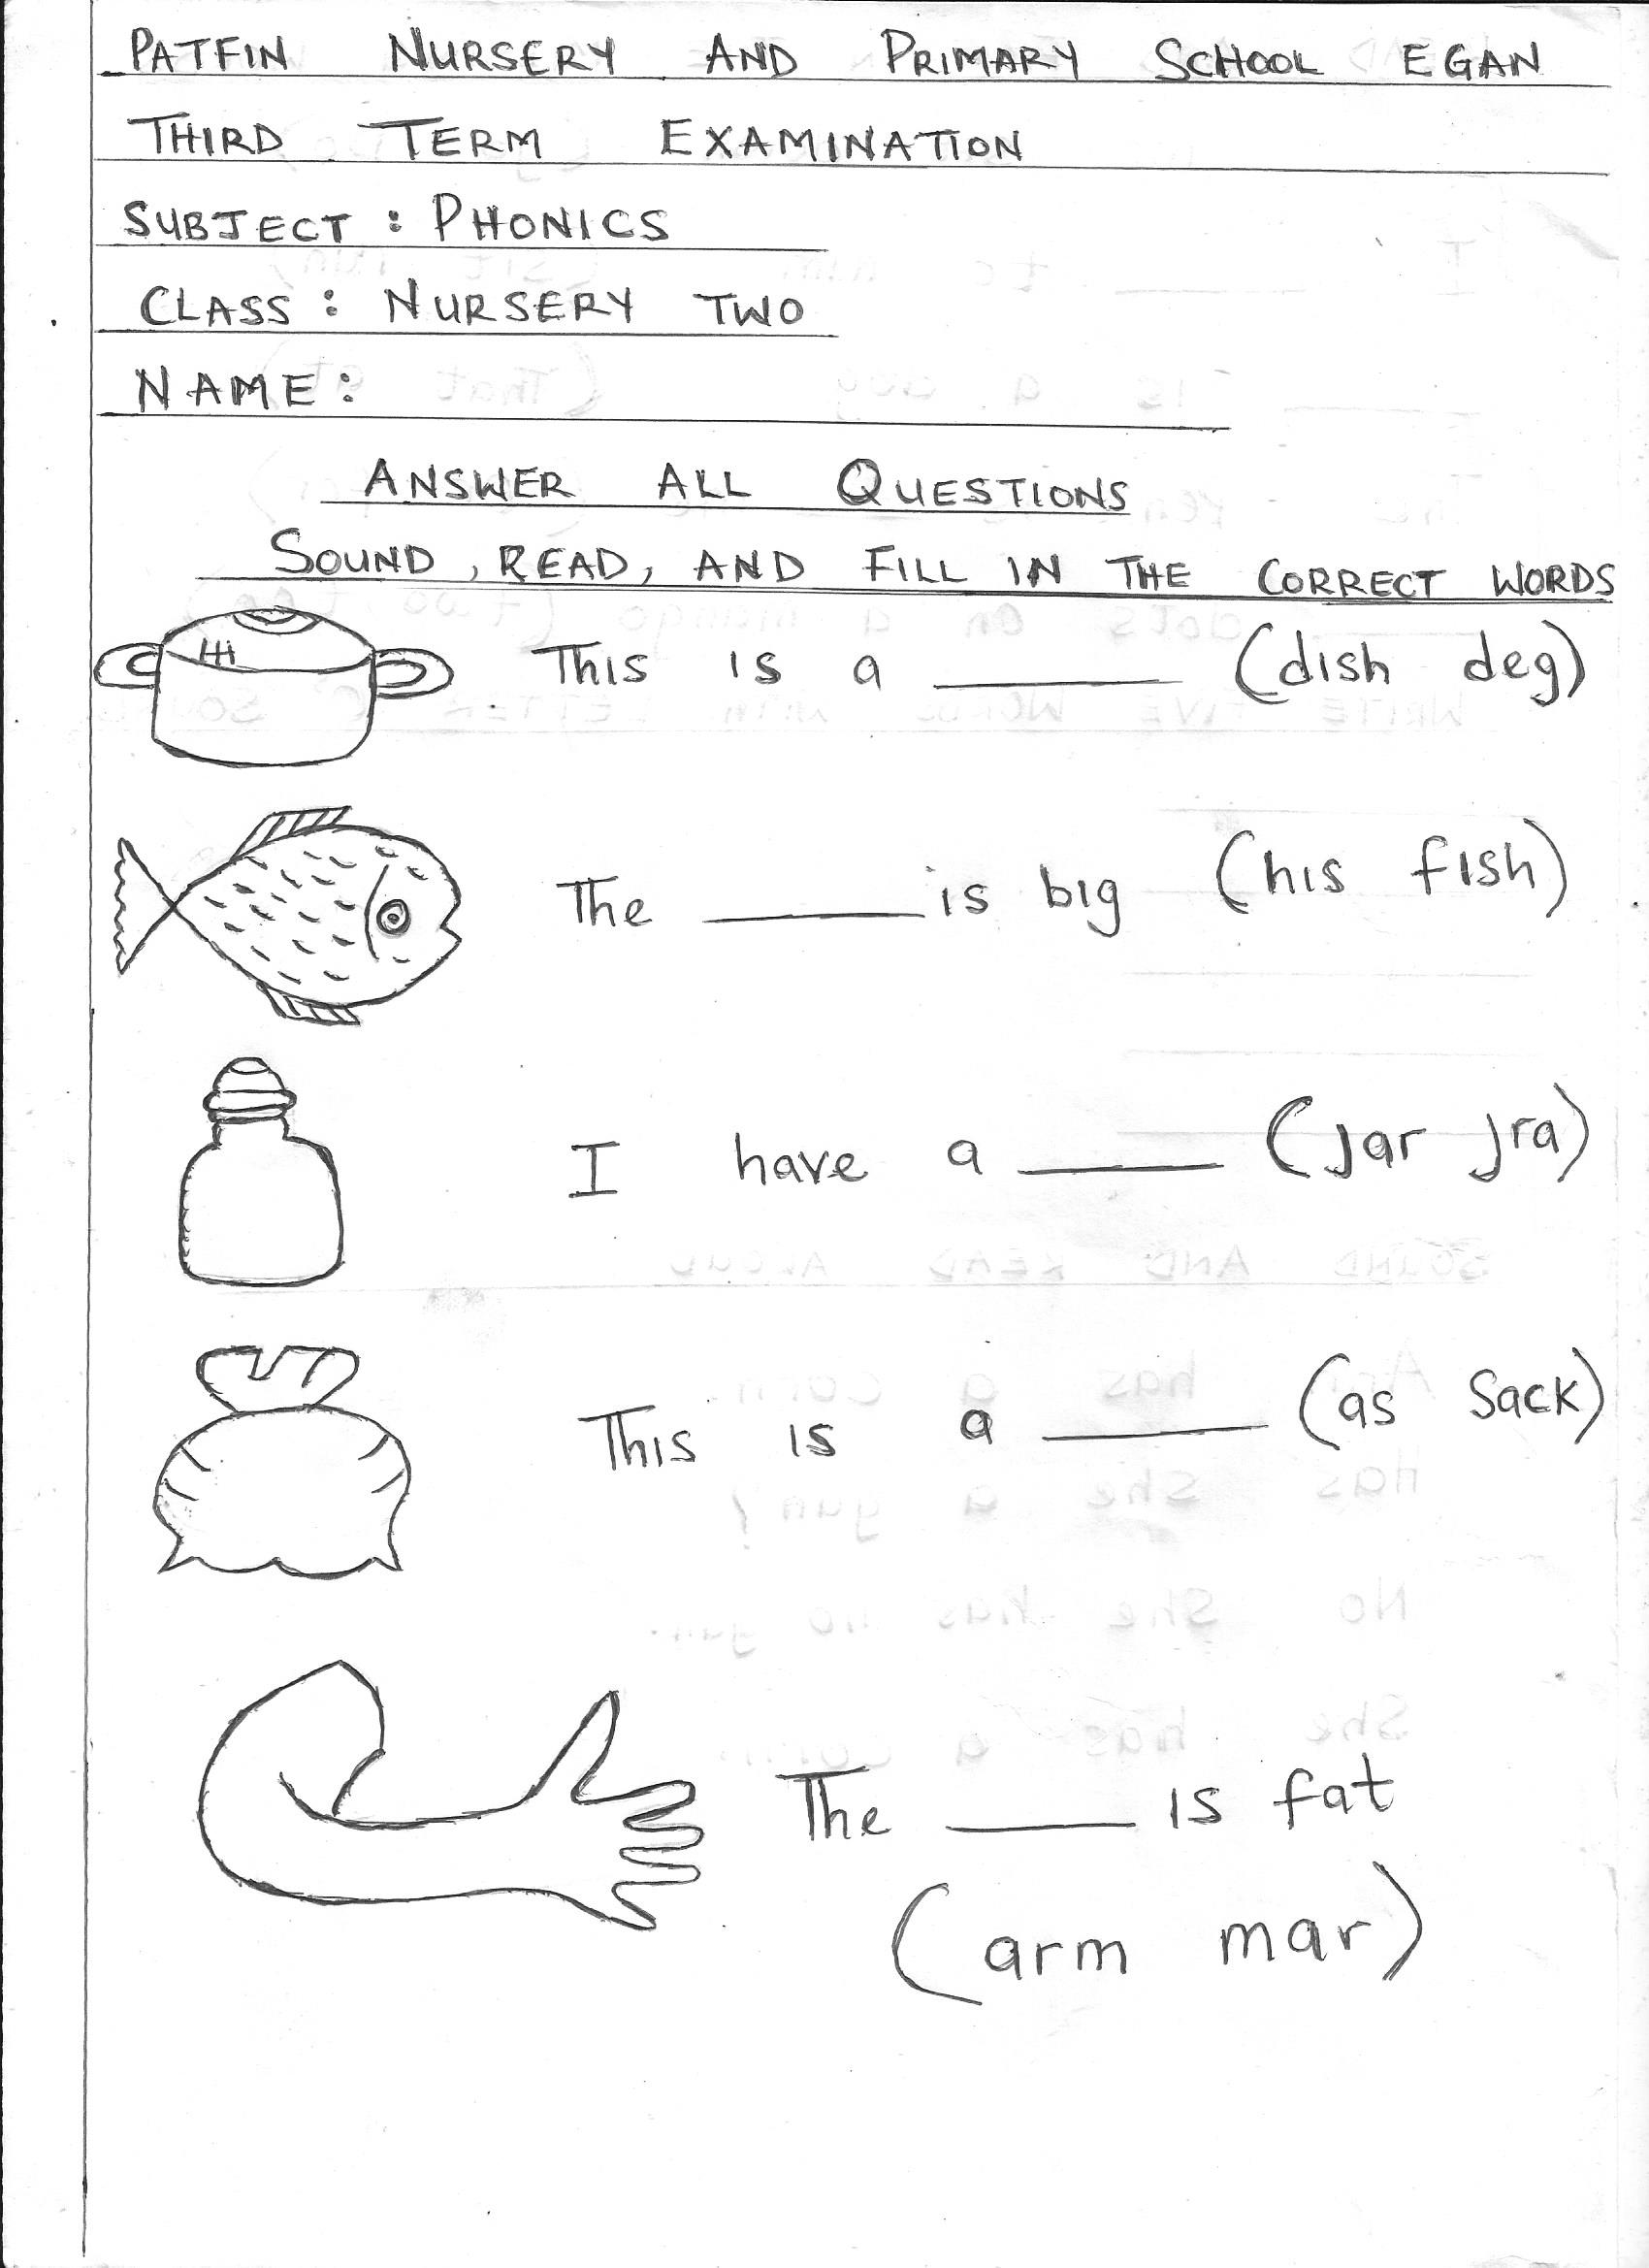 PATFIN NURSERY AND PRIMARY SCHOOL EGAN
THIRD TERM EXAMINATION
SUBJECT : PHONICS
CLASS : NURSERY TWO
NAME :
ANSWER ALL QUESTIONS
SOUND, READ, AND FILL IN THE CORRECT WORDS
This is a ______ (dish deg)
The ______ is big (his fish)
I have a ______ (jar jra)
This is a ______ (as sack)
The ______ is fat
(arm mar)